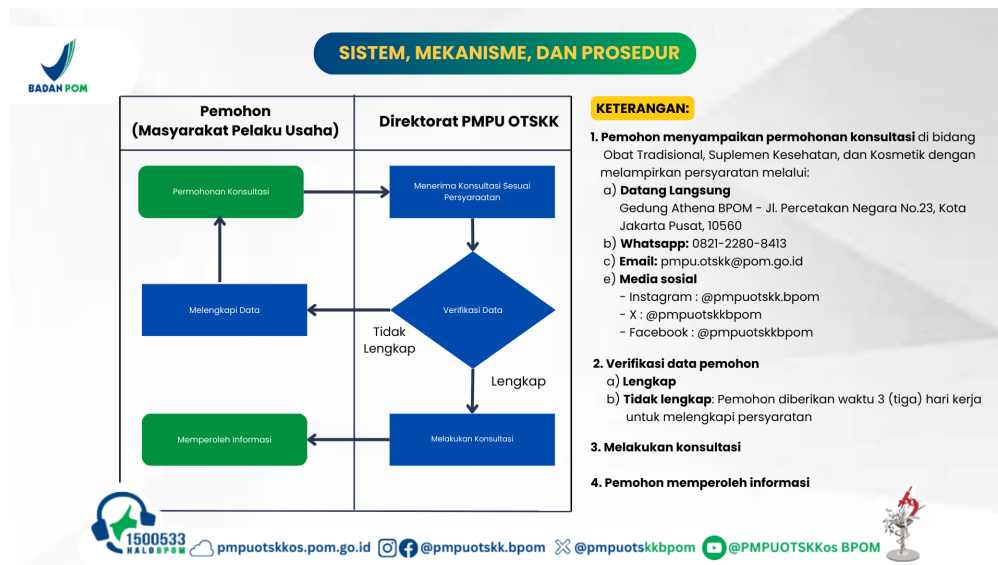 SISTEM, MEKANISME, DAN PROSEDUR
BADAN POM
Pemohon
(Masyarakat Pelaku Usaha)
Direktorat PMPU OTSKK
Permohonan Konsultasi
Menerima Konsultasi Sesuai
Persyaraatan
Melengkapi Data
Verifikasi Data
Tidak
Lengkap
Lengkap
Memperoleh Informasi
Melakukan Konsultasi
KETERANGAN:
1. Pemohon menyampaikan permohonan konsultasi di bidang
Obat Tradisional, Suplemen Kesehatan, dan Kosmetik dengan
melampirkan persyaratan melalui:
a) Datang Langsung
Gedung Athena BPOM - Jl. Percetakan Negara No.23, Kota
Jakarta Pusat, 10560
b) Whatsapp: 0821-2280-8413
c) Email: pmpu.otskk@pom.go.id
e) Media sosial
- Instagram : @pmpuotskk.bpom
- X : @pmpuotskkbpom
- Facebook : @pmpuotskkbpom
2. Verifikasi data pemohon
a) Lengkap
b) Tidak lengkap: Pemohon diberikan waktu 3 (tiga) hari kerja
untuk melengkapi persyaratan
3. Melakukan konsultasi
4. Pemohon memperoleh informasi
1500533
HALOBPOM
pmpuotskkos.pom.go.id
@pmpuotskk.bpom
@pmpuotskkbpom
@PMPUOTSKKos BPOM